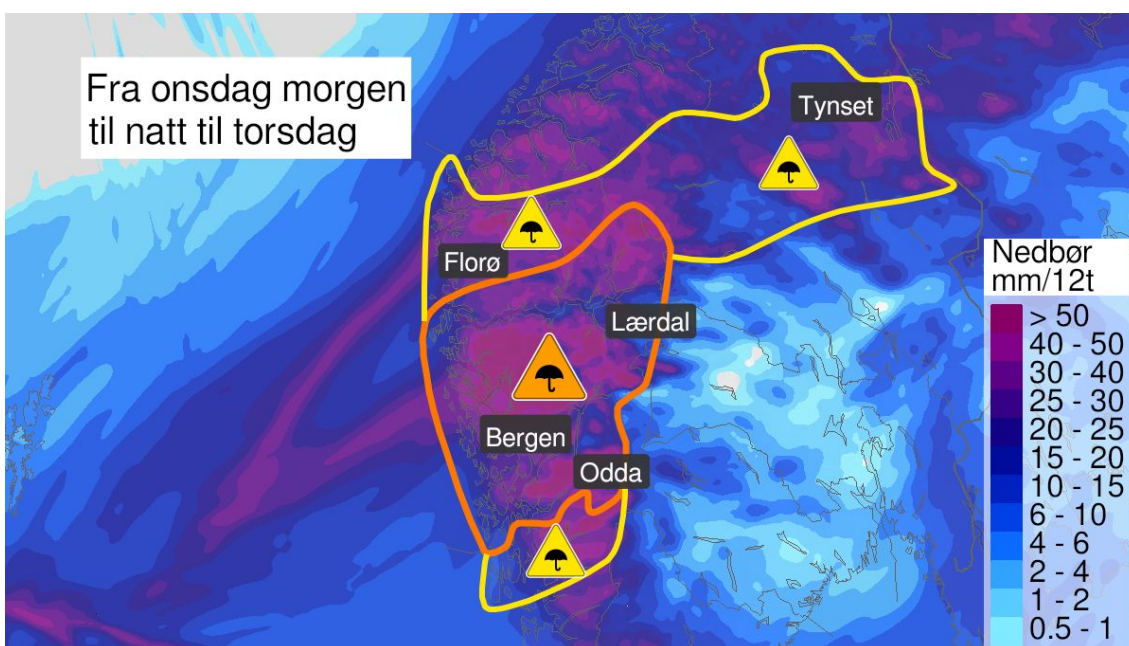 Fra onsdag morgen
til natt til torsdag
Tynset
Florø
Lærdal
Bergen
Odda
Nedbør
mm/12t
> 50
40 - 50
30 - 40
25 - 30
20 - 25
15 - 20
10 - 15
6 - 10
4 - 6
2 - 4
1 - 2
0.5 - 1